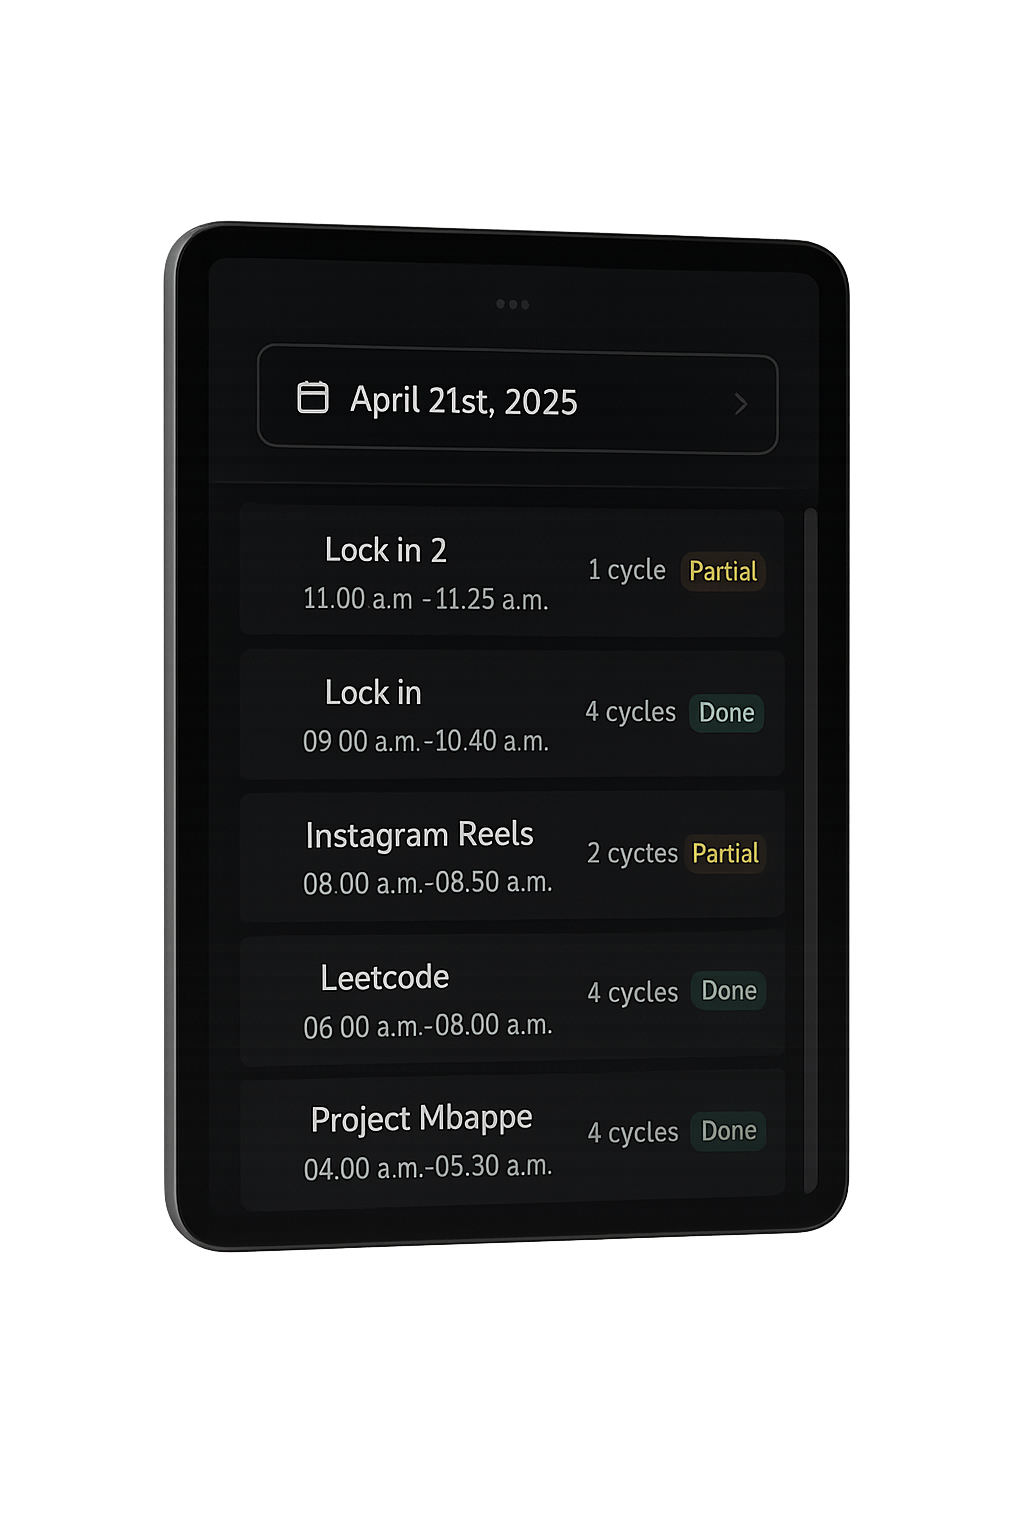 April 21st, 2025
Lock in 2
11.00 a.m - 11.25 a.m.
1 cycle Partial
Lock in
09 00 a.m.-10.40 a.m.
4 cycles Done
Instagram Reels
08.00 a.m.-08.50 a.m.
2 cyctes Partial
Leetcode
06 00 a.m.-08.00 a.m.
4 cycles Done
Project Mbappe
04.00 a.m.-05.30 a.m.
4 cycles Done